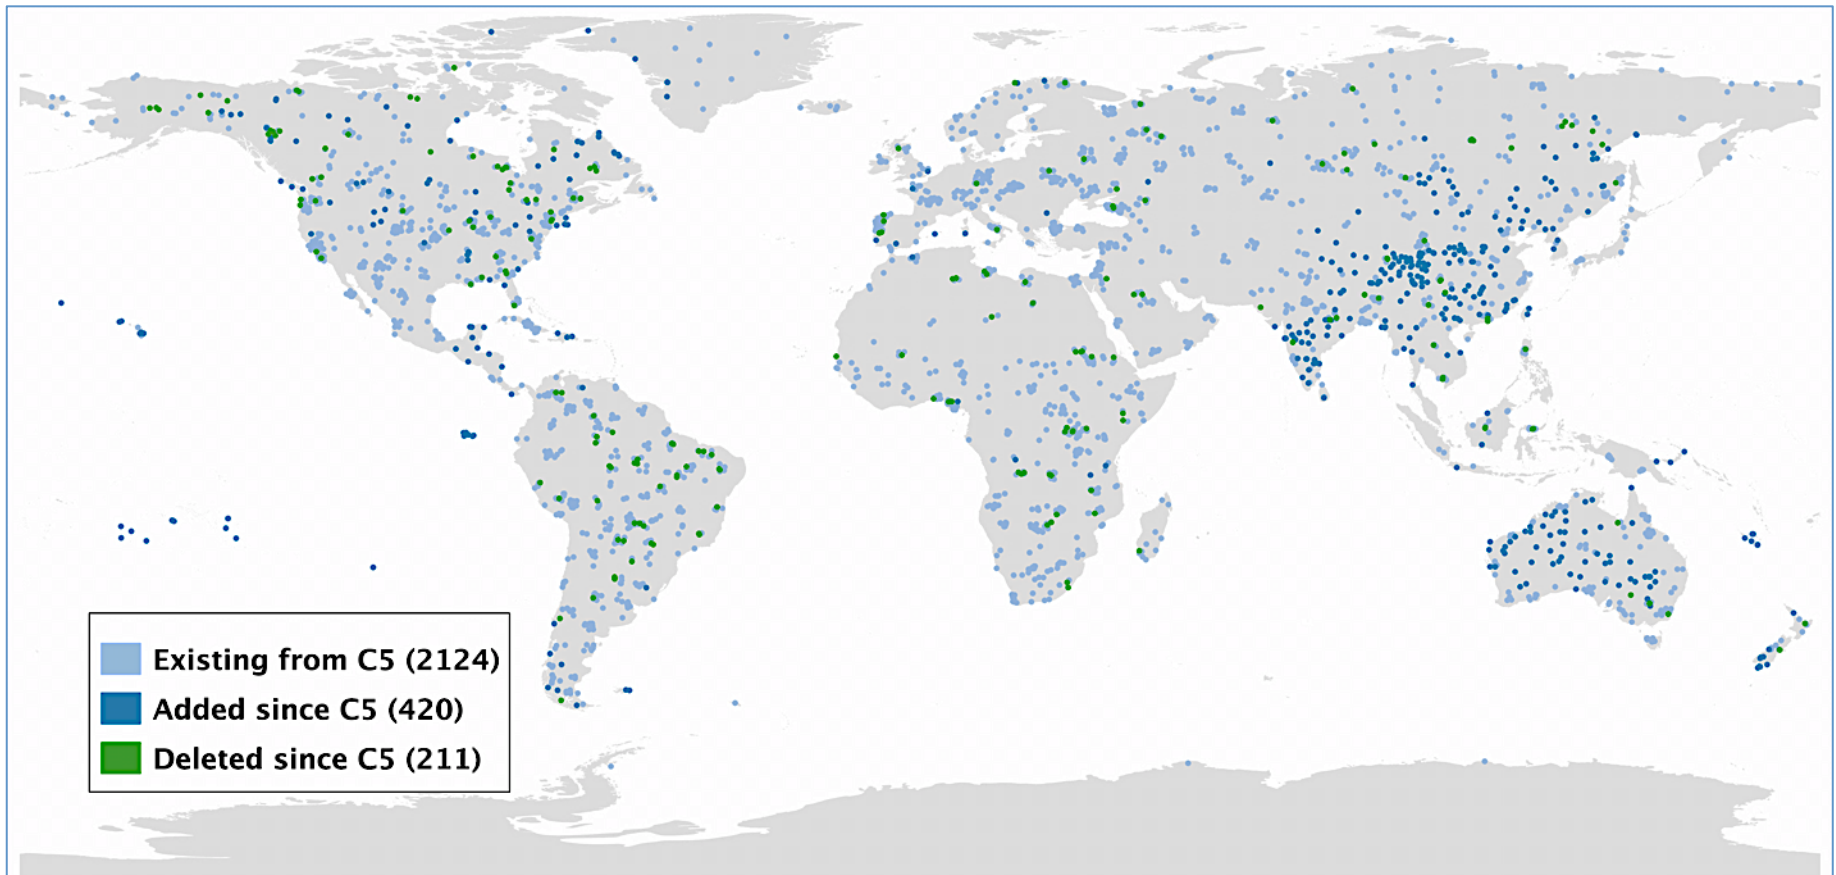 Existing from C5 (2124)
Added since C5 (420)
Deleted since C5 (211)